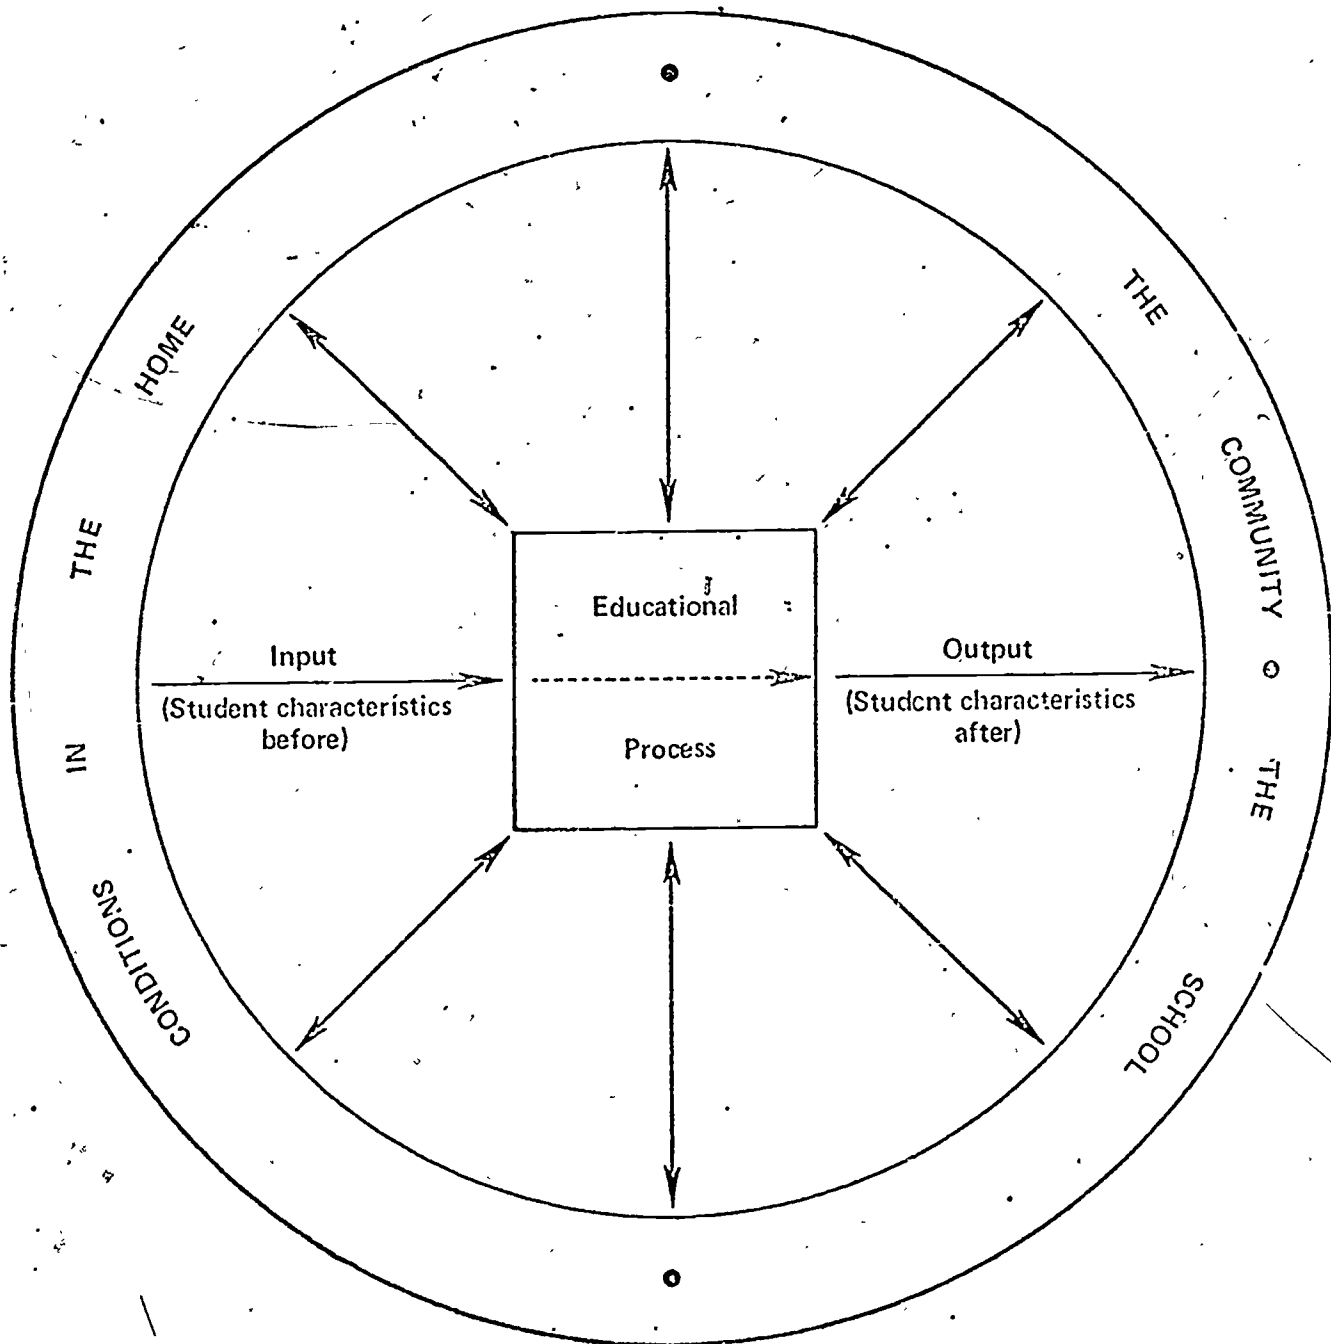 CONDITIONS IN THE HOME
THE COMMUNITY
THE SCHOOL
Educational
Process
Input
(Student characteristics
before)
Output
(Student characteristics
after)